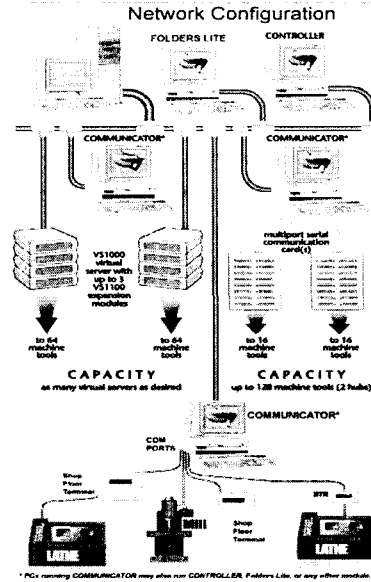 Network Configuration
FOLDERS LITE
CONTROLLER
COMMUNICATOR*
COMMUNICATOR*
VS1000
virtual
server with
up to 3
VS1100
expansion
modules
multiport serial
communication
card(s)
to 64
machine
tools
to 64
machine
tools
to 16
machine
tools
to 16
machine
tools
CAPACITY
as many virtual servers as desired
CAPACITY
up to 128 machine tools (2 hubs)
COMMUNICATOR*
COM
PORTS
Shop
Floor
Terminal
BTR
MILL
Shop
Floor
Terminal
LATHE
LATHE
* PCs running COMMUNICATOR may also run CONTROLLER, Folders Lite, or any other module.